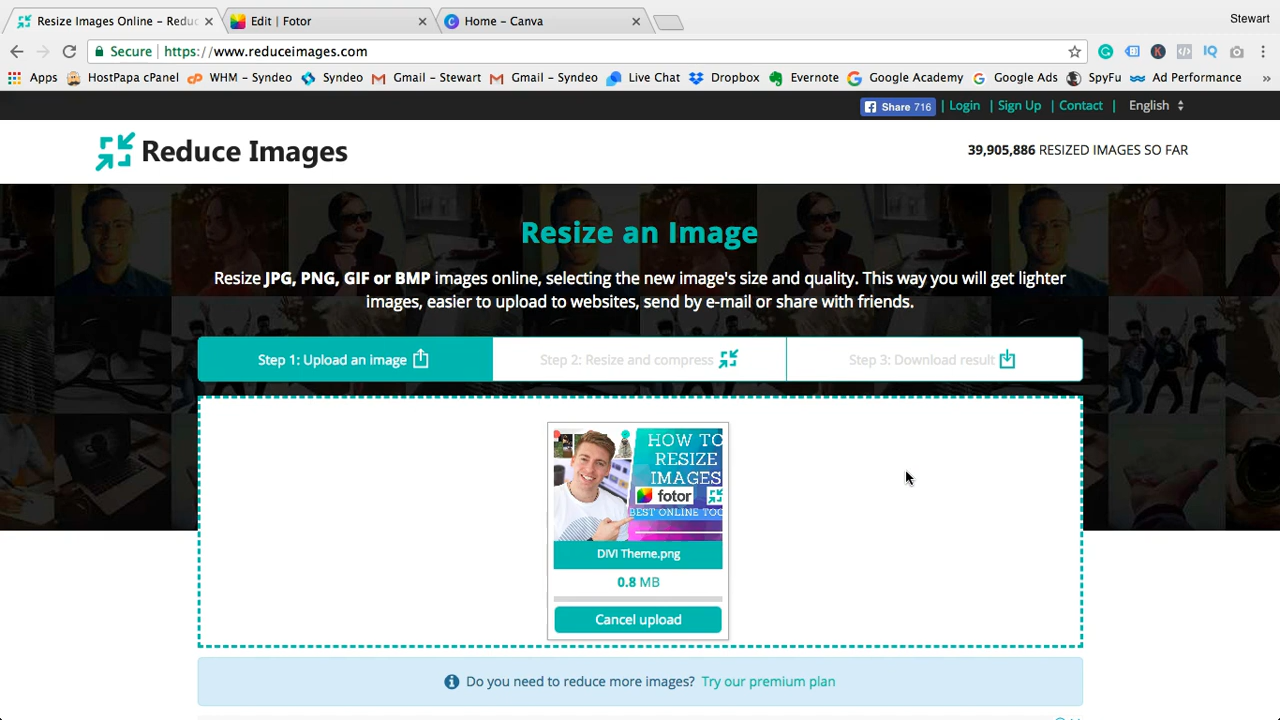 Resize Images Online – Reduc
Edit | Fotor
Home – Canva
Stewart
Secure
https://www.reduceimages.com
Apps
HostPapa cPanel
WHM – Syndeo
Syndeo
Gmail – Stewart
Gmail – Syndeo
Live Chat
Dropbox
Evernote
Google Academy
Google Ads
SpyFu
Ad Performance
»
Share 716 | Login | Sign Up | Contact | English
Reduce Images
39,905,886 RESIZED IMAGES SO FAR
Resize an Image
Resize JPG, PNG, GIF or BMP images online, selecting the new image's size and quality. This way you will get lighter
images, easier to upload to websites, send by e-mail or share with friends.
Step 1: Upload an image
Step 2: Resize and compress
Step 3: Download result
HOW TO
RESIZE
IMAGES
fotor
BEST ONLINE TOO
DIVI Theme.png
0.8 MB
Cancel upload
Do you need to reduce more images? Try our premium plan